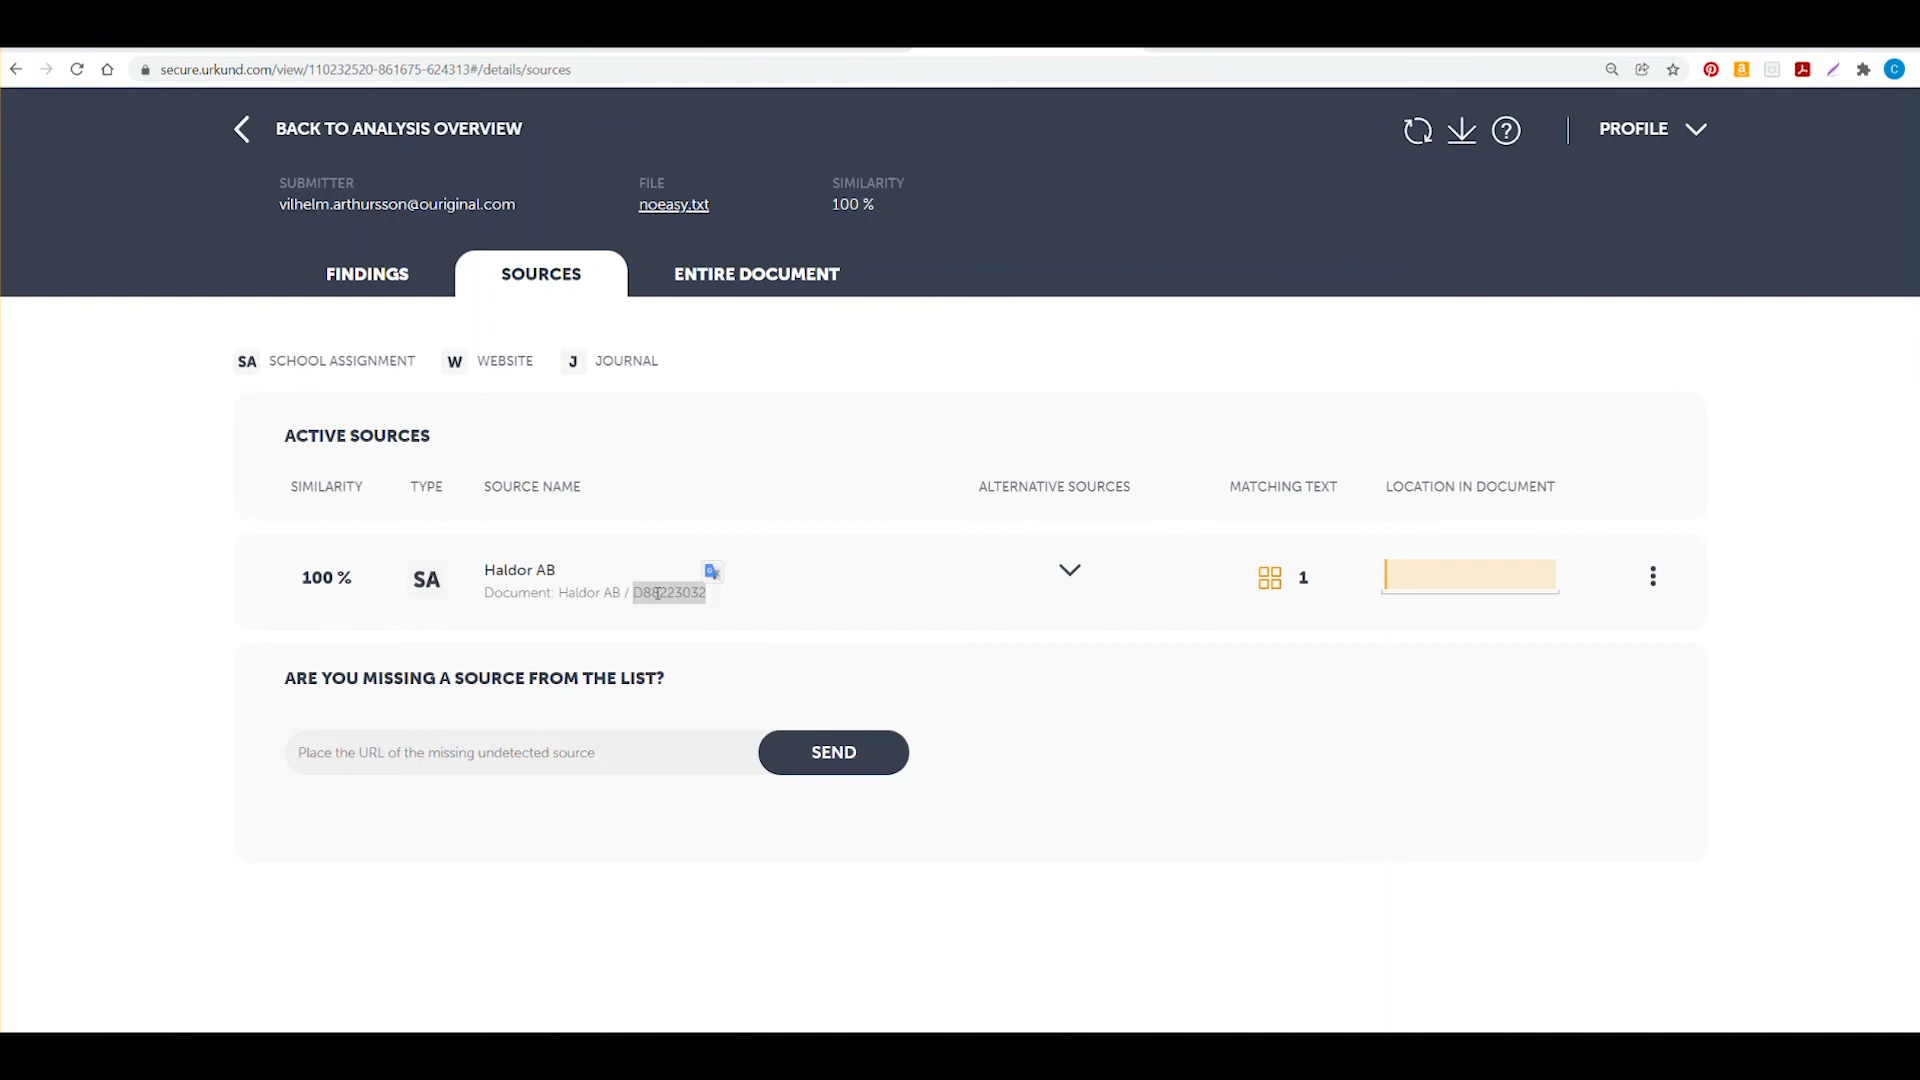 secure.urkund.com/view/110232520-861675-624313#/details/sources
C
BACK TO ANALYSIS OVERVIEW
PROFILE
SUBMITTER
FILE
SIMILARITY
vilhelm.arthursson@ouriginal.com
noeasy.txt
100 %
FINDINGS
SOURCES
ENTIRE DOCUMENT
SA SCHOOL ASSIGNMENT
W WEBSITE
J JOURNAL
ACTIVE SOURCES
SIMILARITY
TYPE
SOURCE NAME
ALTERNATIVE SOURCES
MATCHING TEXT
LOCATION IN DOCUMENT
100 %
SA
Haldor AB
Document: Haldor AB / D88223032
1
ARE YOU MISSING A SOURCE FROM THE LIST?
Place the URL of the missing undetected source
SEND